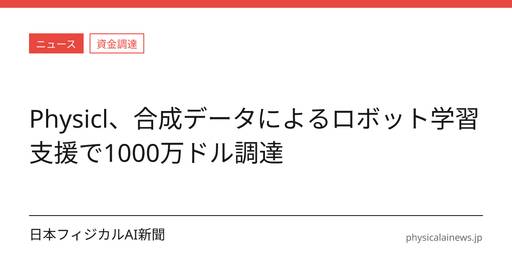 ニュース 資金調達
Physicl、合成データによるロボット学習
支援で1000万ドル調達
日本フィジカルAI新聞
physicalainews.jp